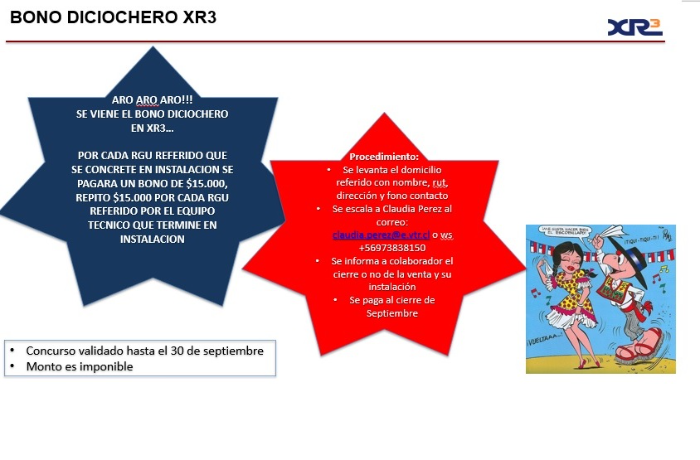 BONO DICIOCHERO XR3
XR3
ARO ARO ARO!!!
SE VIENE EL BONO DICIOCHERO
EN XR3...
POR CADA RGU REFERIDO QUE
SE CONCRETE EN INSTALACION SE
PAGARA UN BONO DE $15.000,
REPITO $15.000 POR CADA RGU
REFERIDO POR EL EQUIPO
TECNICO QUE TERMINE EN
INSTALACION
Procedimiento:
• Se levanta el domicilio
referido con nombre, rut,
dirección y fono contacto
• Se escala a Claudia Perez al
correo:
claudia.perez@e.vtr.cl o ws
+56973838150
• Se informa a colaborador el
cierre o no de la venta y su
instalación
• Se paga al cierre de
Septiembre
• Concurso validado hasta el 30 de septiembre
• Monto es imponible
¡VUELTAAA...